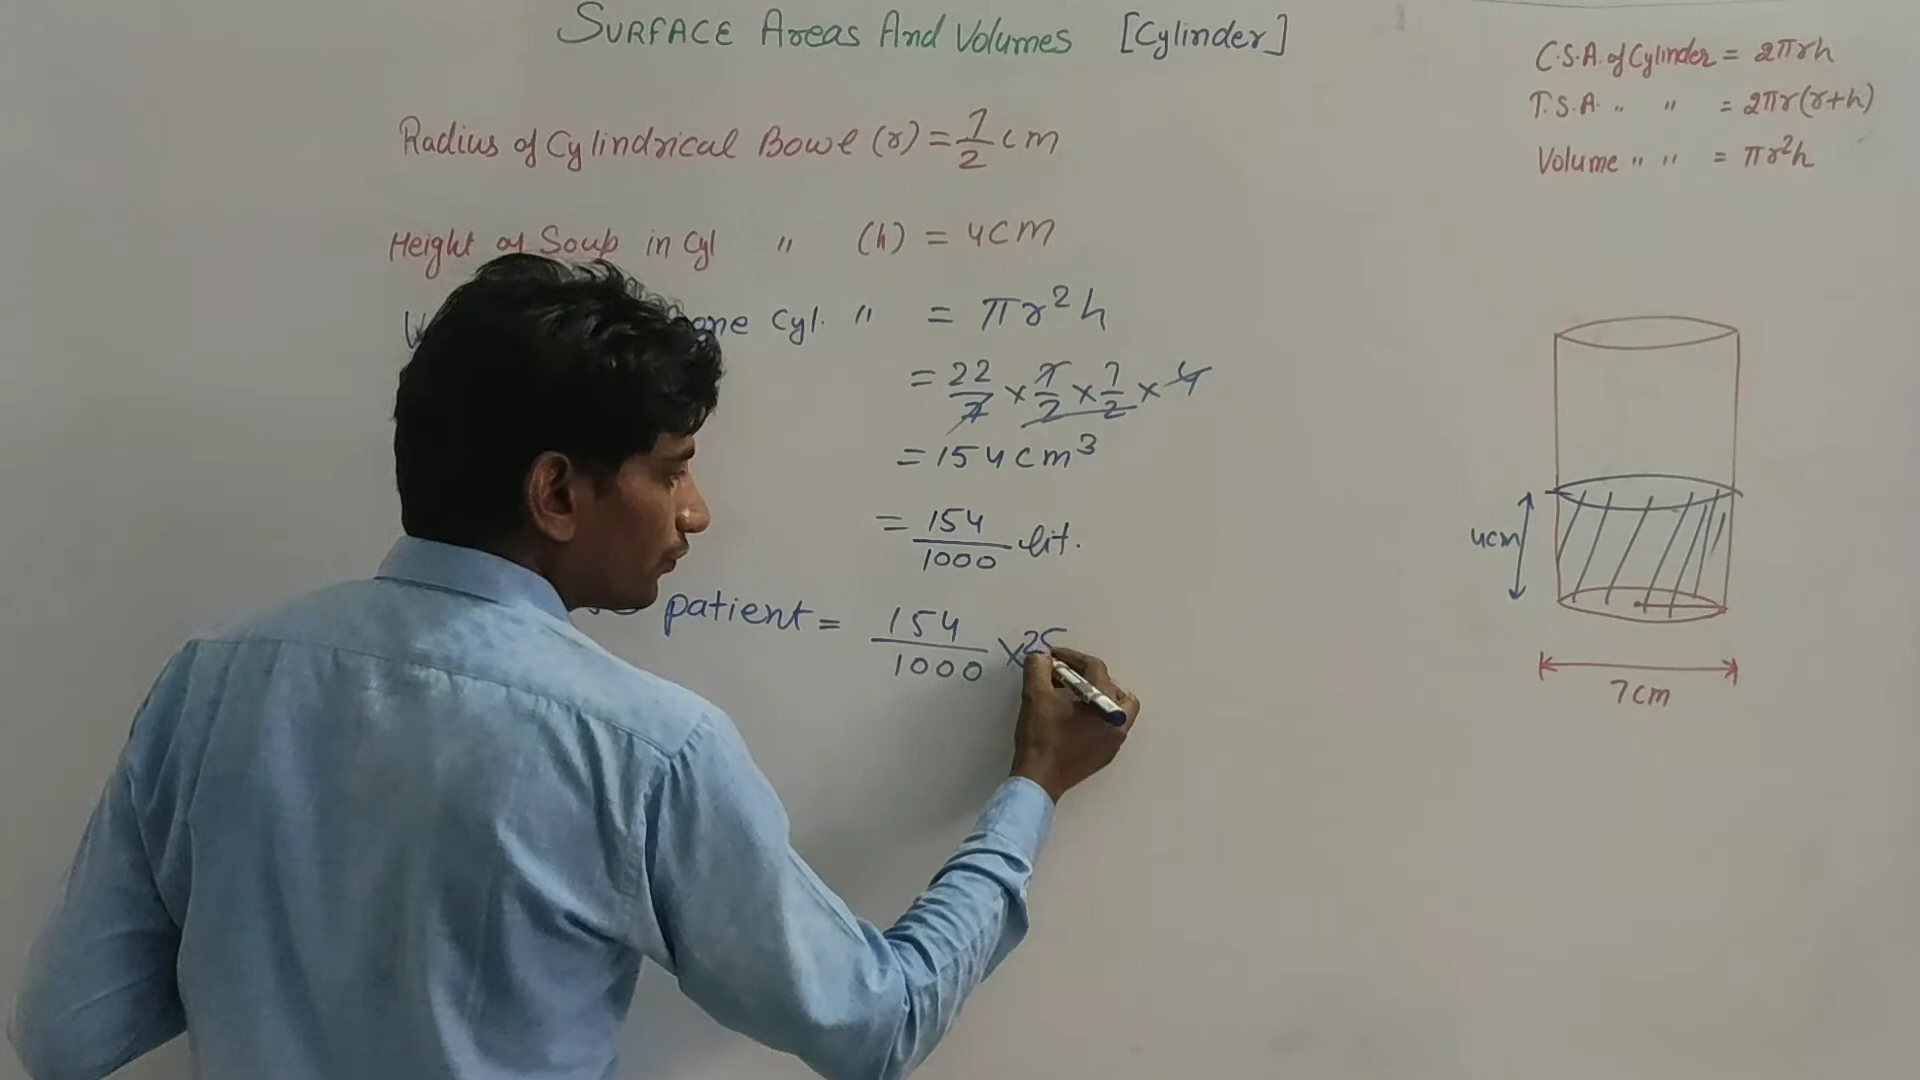 SURFACE Areas And Volumes [Cylinder]
C.S.A. of Cylinder = 2πrh
T.S.A. " " = 2πr(r+h)
Volume " " = πr²h
Radius of Cylindrical Bowl (r) = 7/2 cm
Height of Soup in Cyl " (h) = 4cm
one Cyl. " = πr²h
= 22/7 × 7/2 × 7/2 × 4
= 154cm³
= 154/1000 lit.
patient = 154/1000 × 25
4cm
7cm